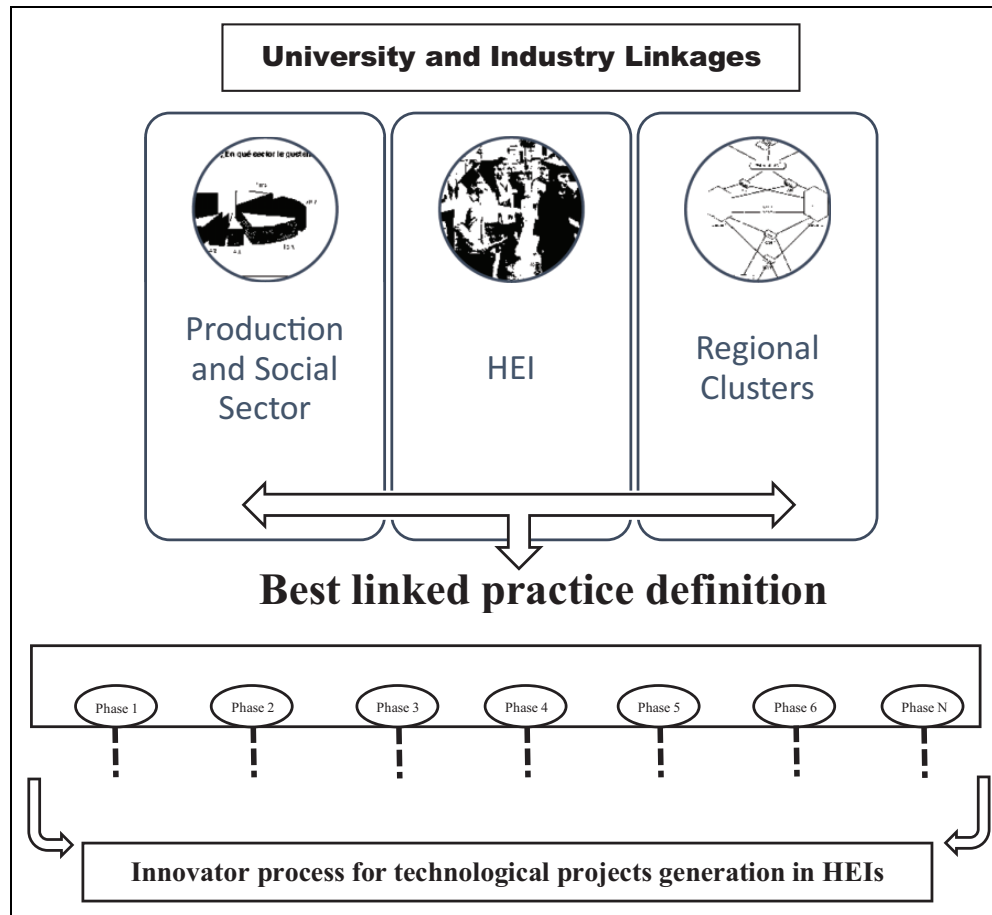 University and Industry Linkages
¿En qué sector le gustaría
Production
and Social
Sector
HEI
Regional
Clusters
Best linked practice definition
Phase 1 Phase 2 Phase 3 Phase 4 Phase 5 Phase 6 Phase N
Innovator process for technological projects generation in HEIs